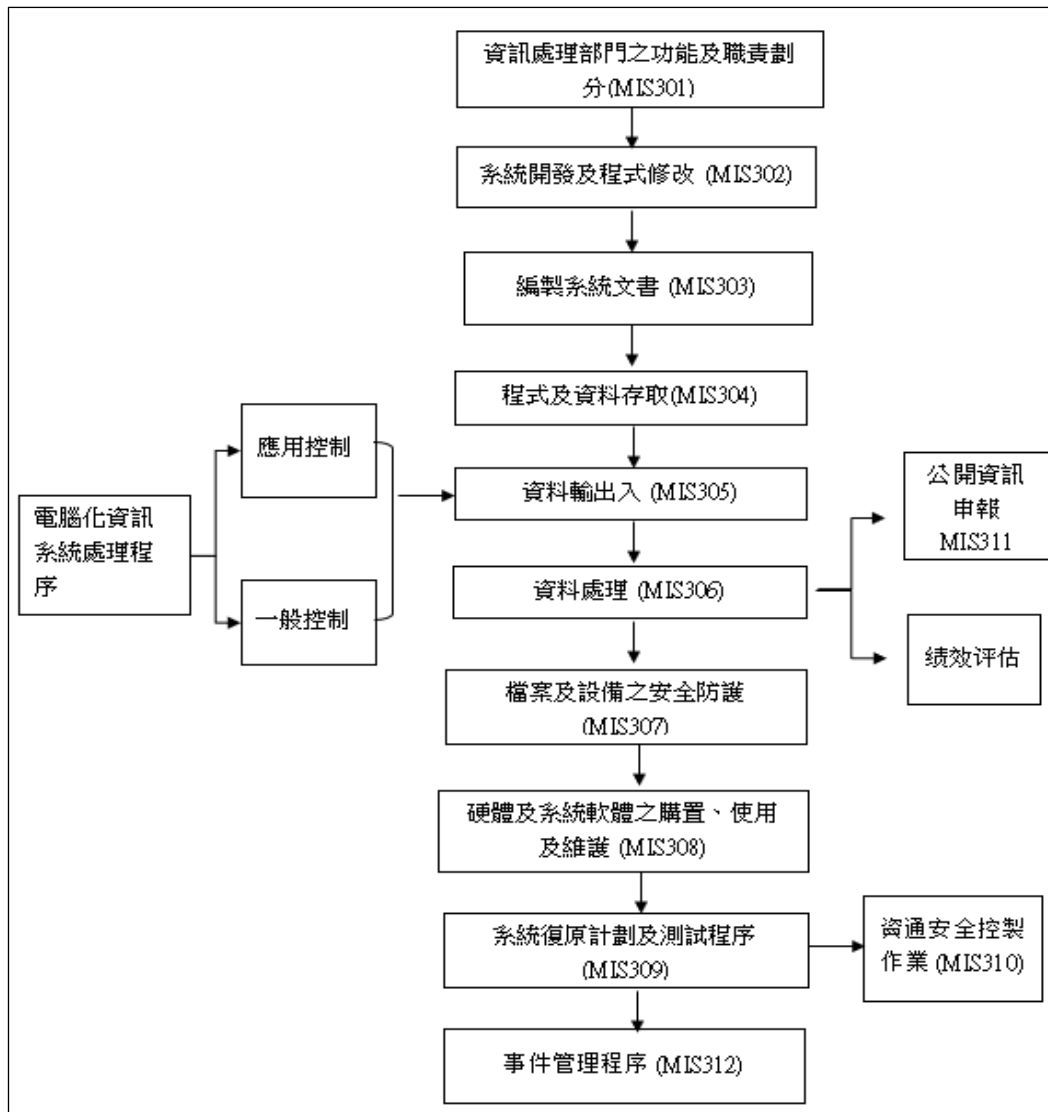 資訊處理部門之功能及職責劃
分(MIS301)
系統開發及程式修改 (MIS302)
編製系統文書 (MIS303)
程式及資料存取(MIS304)
應用控制
資料輸出入 (MIS305)
公開資訊
申報
MIS311
電腦化資訊
系統處理程
序
資料處理 (MIS306)
一般控制
绩效评估
檔案及設備之安全防護
(MIS307)
硬體及系統軟體之購置、使用
及維護 (MIS308)
系統復原計劃及測試程序
(MIS309)
資通安全控製
作業 (MIS310)
事件管理程序 (MIS312)